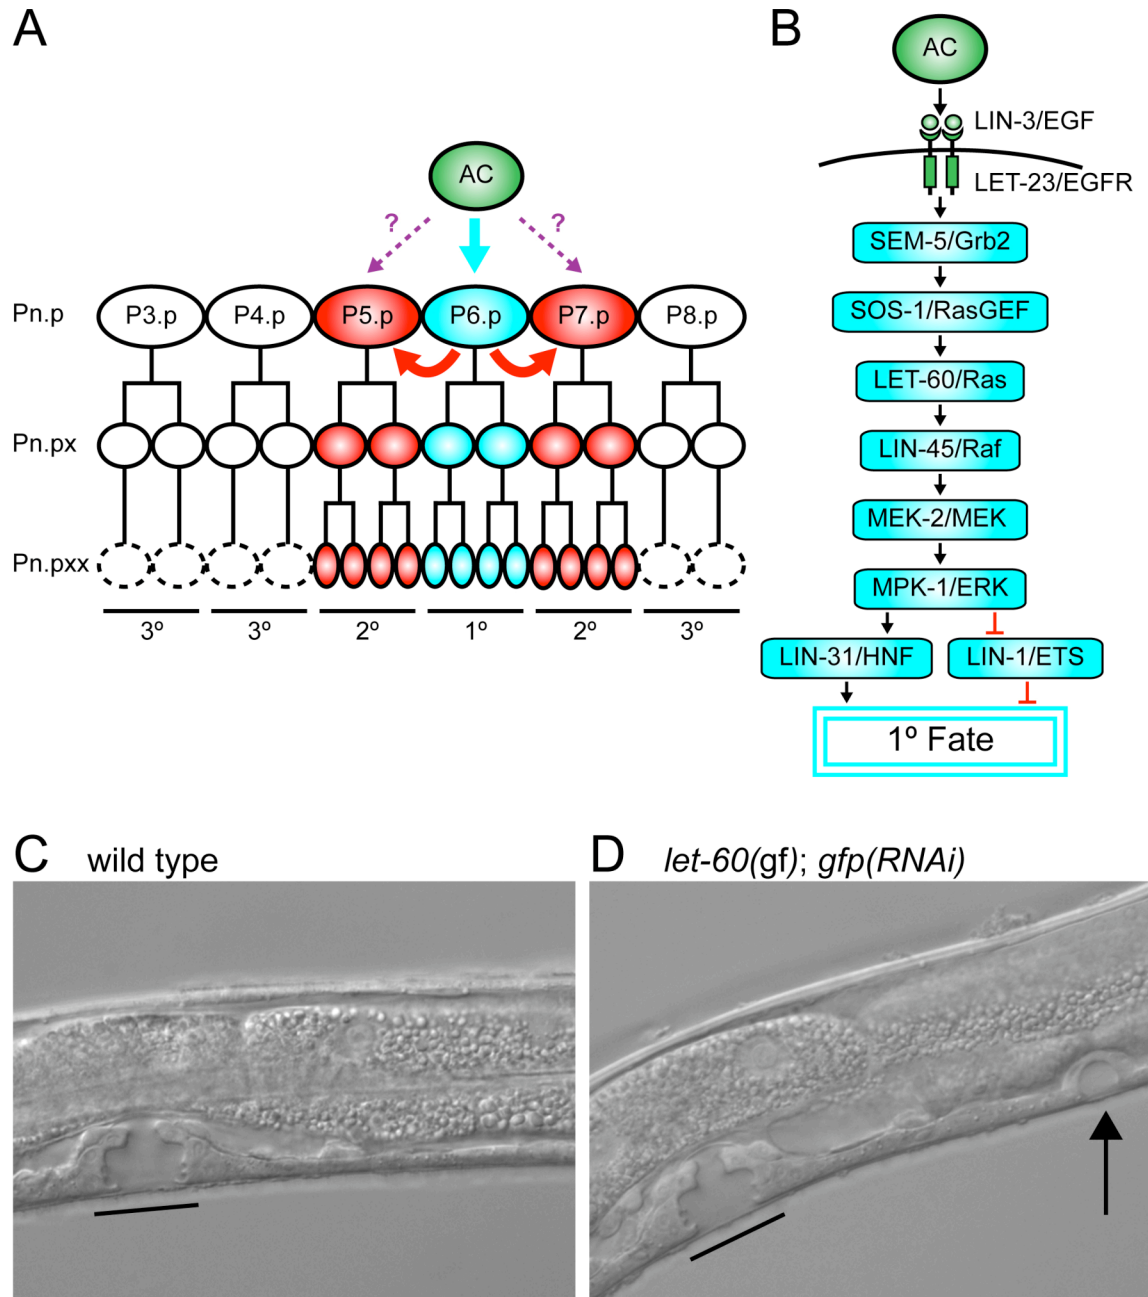 A
AC
? ?
Pn.p P3.p P4.p P5.p P6.p P7.p P8.p
Pn.px
Pn.pxx
3º 3º 2º 1º 2º 3º
B
AC
LIN-3/EGF
LET-23/EGFR
SEM-5/Grb2
SOS-1/RasGEF
LET-60/Ras
LIN-45/Raf
MEK-2/MEK
MPK-1/ERK
LIN-31/HNF LIN-1/ETS
1º Fate
C wild type
D let-60(gf); gfp(RNAi)